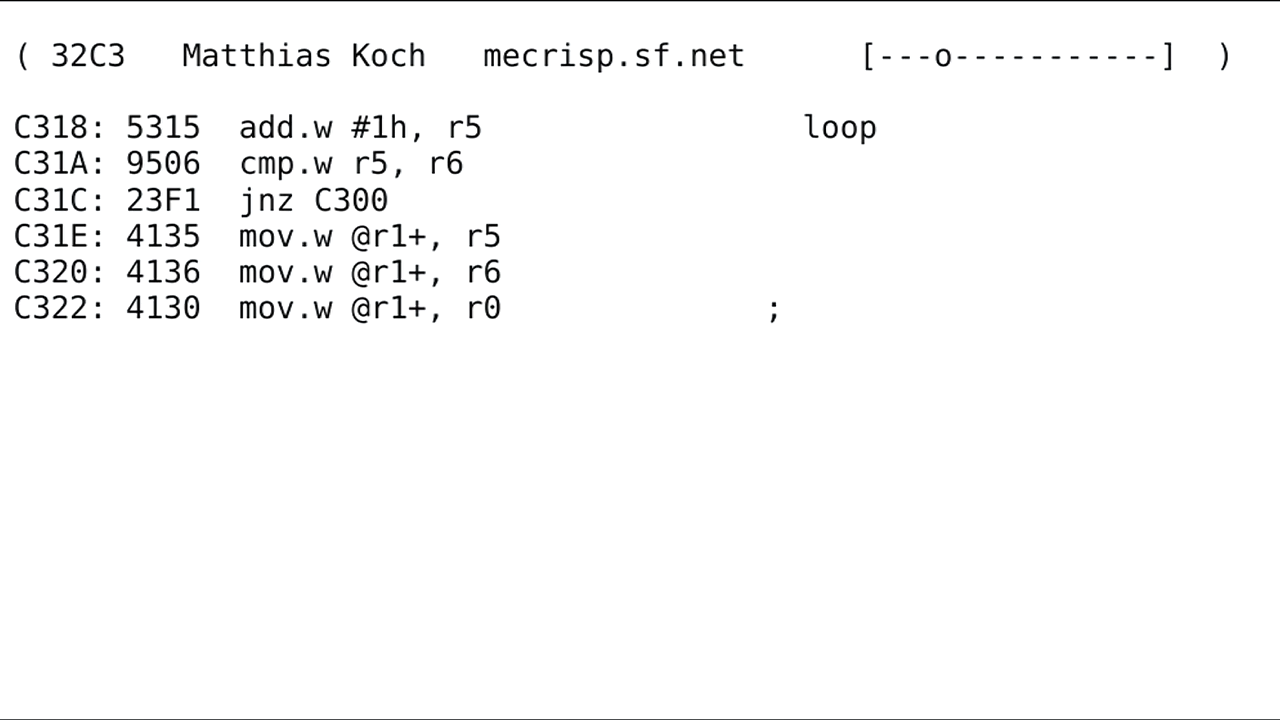 ( 32C3   Matthias Koch   mecrisp.sf.net      [---o-----------]  )
C318: 5315  add.w #1h, r5                 loop
C31A: 9506  cmp.w r5, r6
C31C: 23F1  jnz C300
C31E: 4135  mov.w @r1+, r5
C320: 4136  mov.w @r1+, r6
C322: 4130  mov.w @r1+, r0              ;